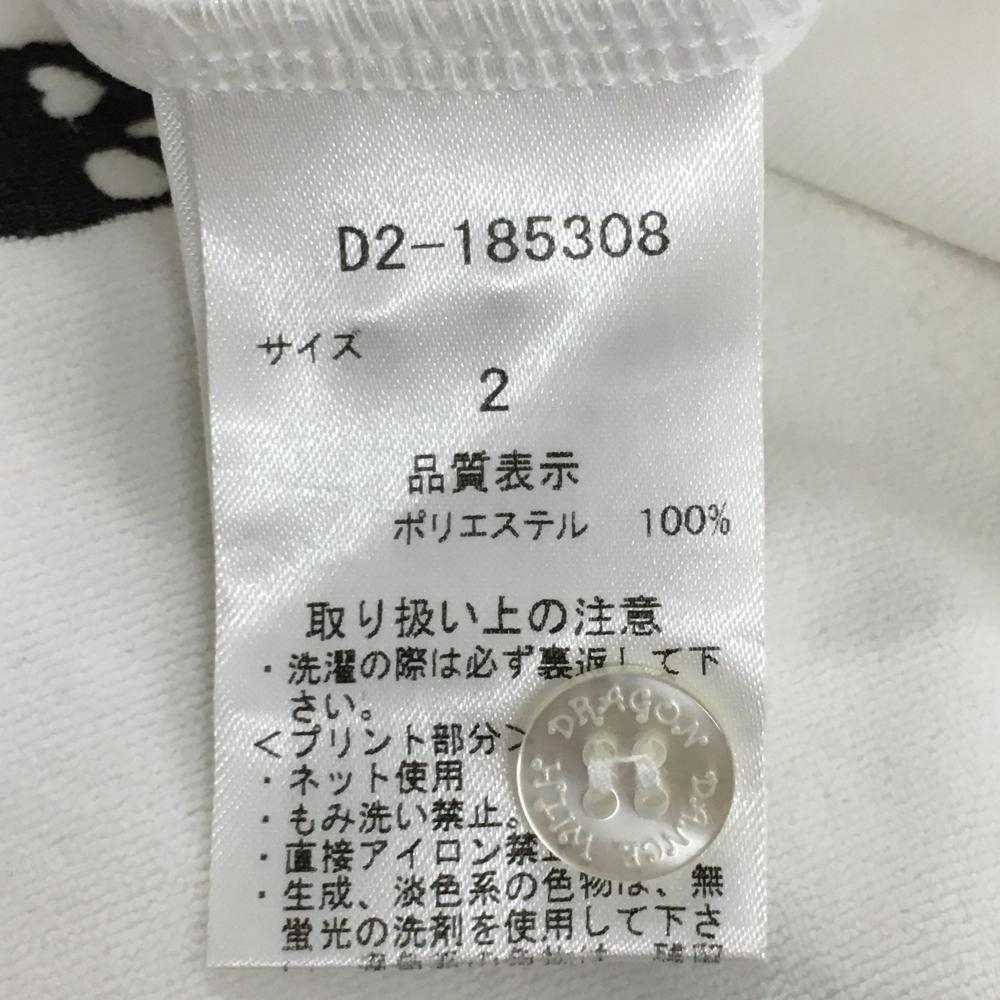 D2-185308
サイズ
2
品質表示
ポリエステル 100%
取り扱い上の注意
・洗濯の際は必ず裏返して下
さい。
<プリント部分>
・ネット使用
・もみ洗い禁止。
・直接アイロン禁止
・生成、淡色系の色物は、無
蛍光の洗剤を使用して下さ
DRAGON
DANCE
WITH